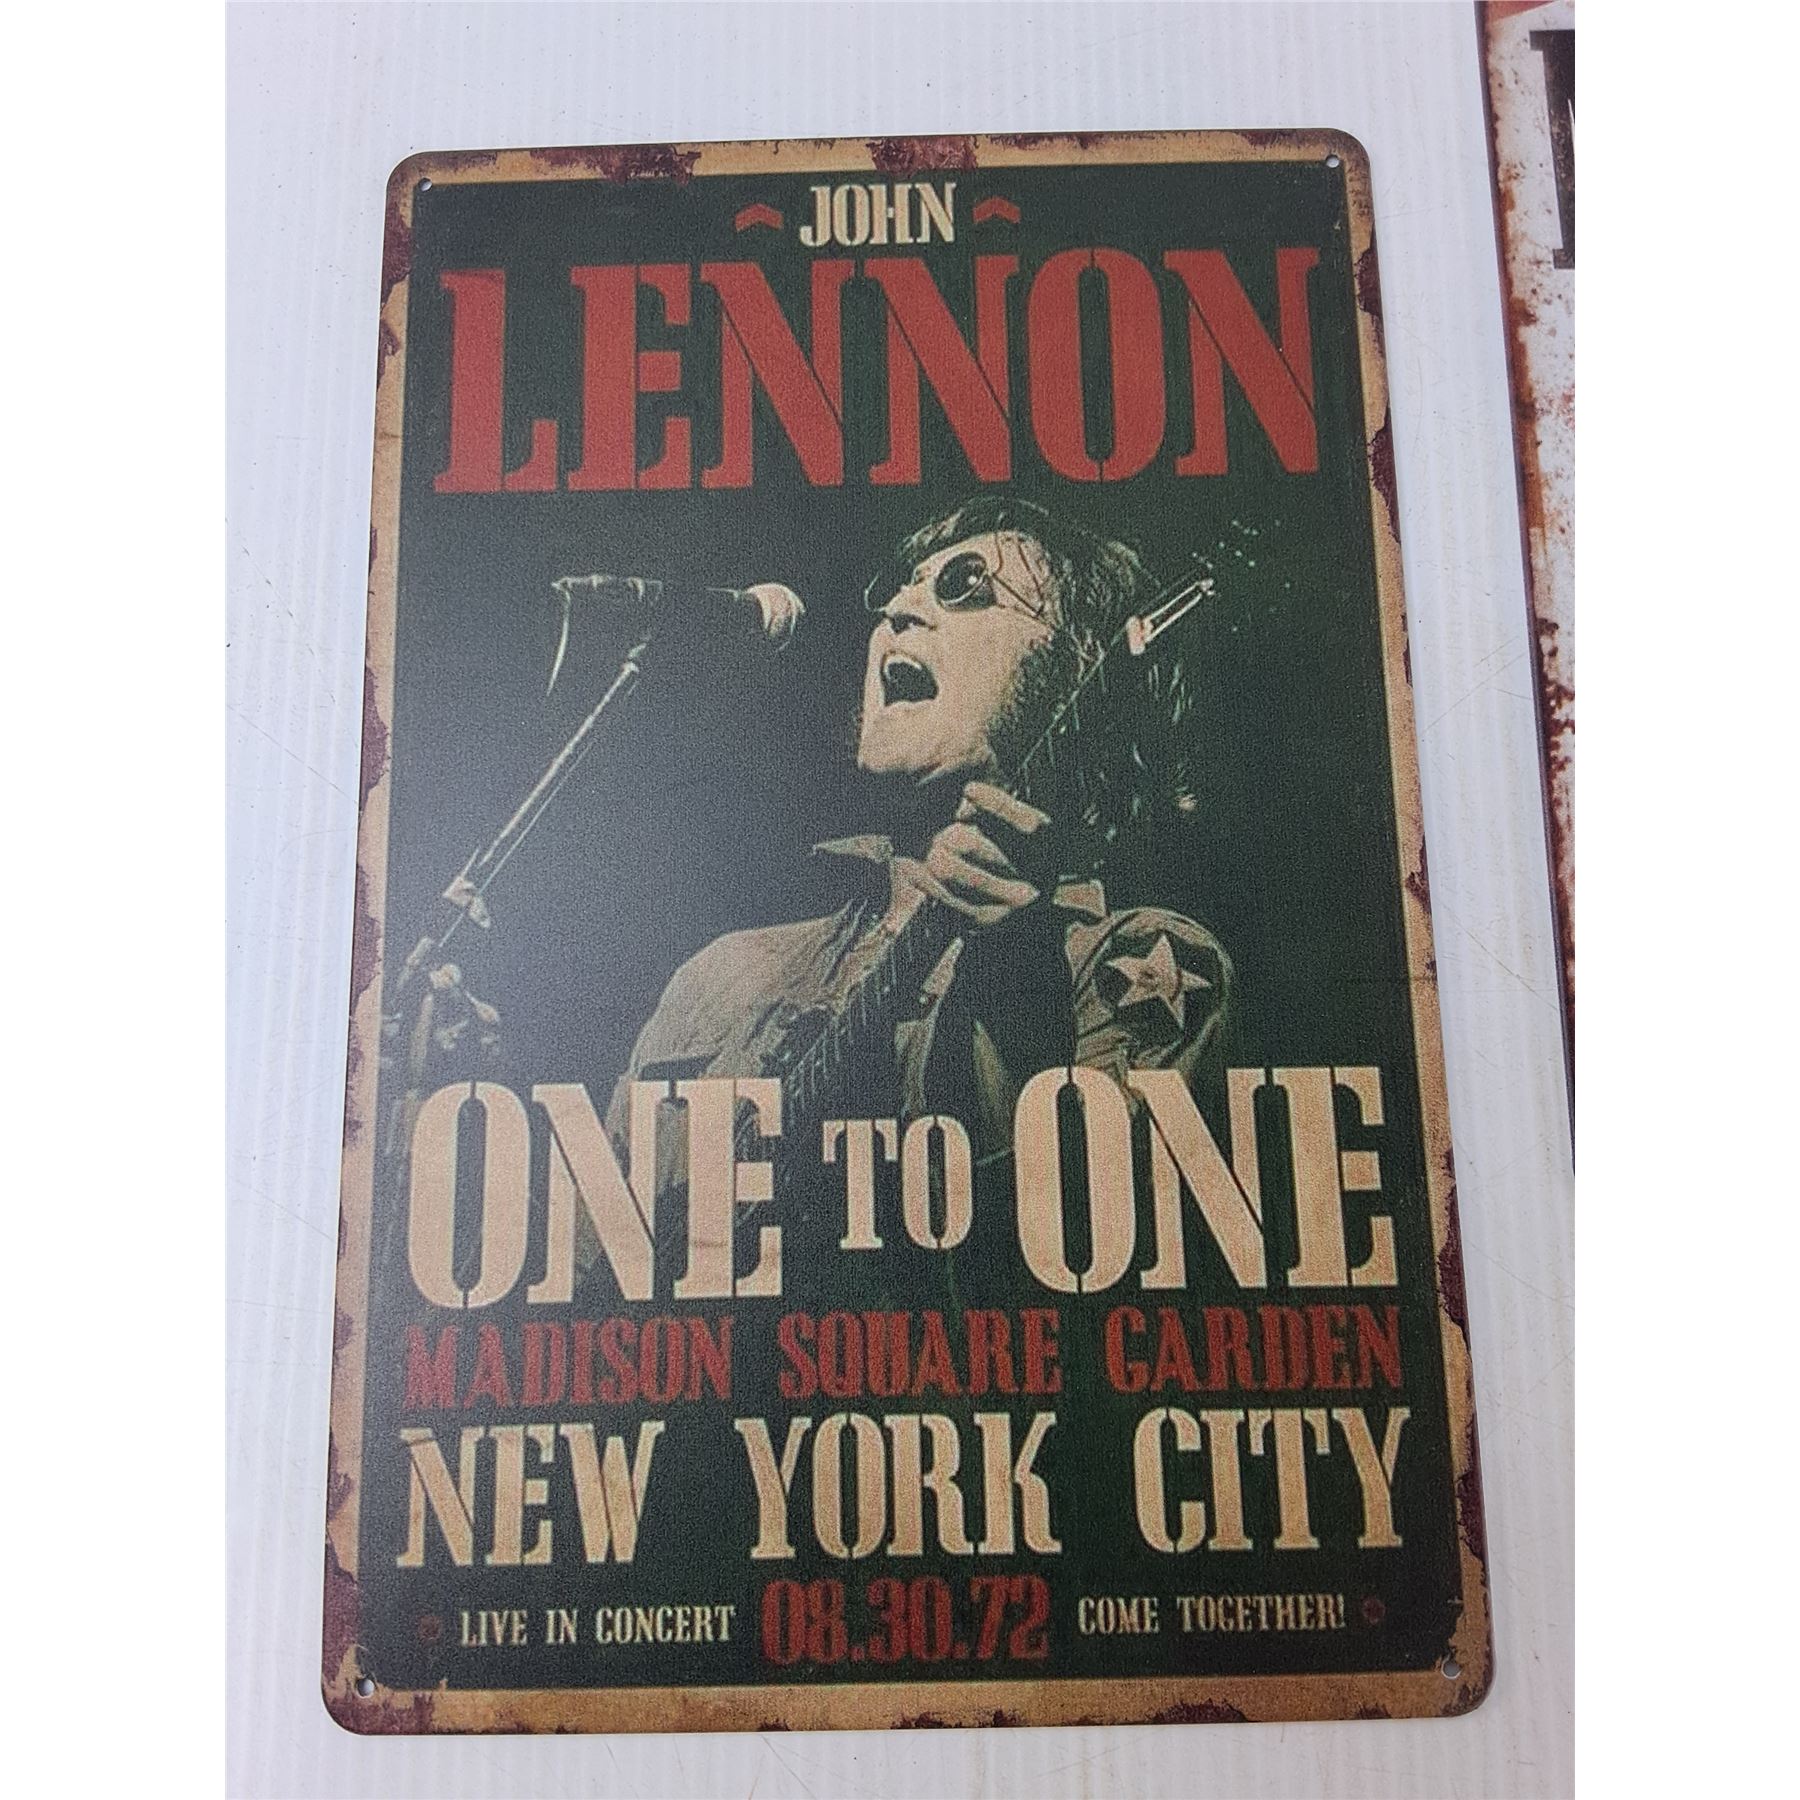 JOHN
LENNON
ONE TO ONE
MADISON SQUARE GARDEN
NEW YORK CITY
LIVE IN CONCERT 08.30.72 COME TOGETHER!